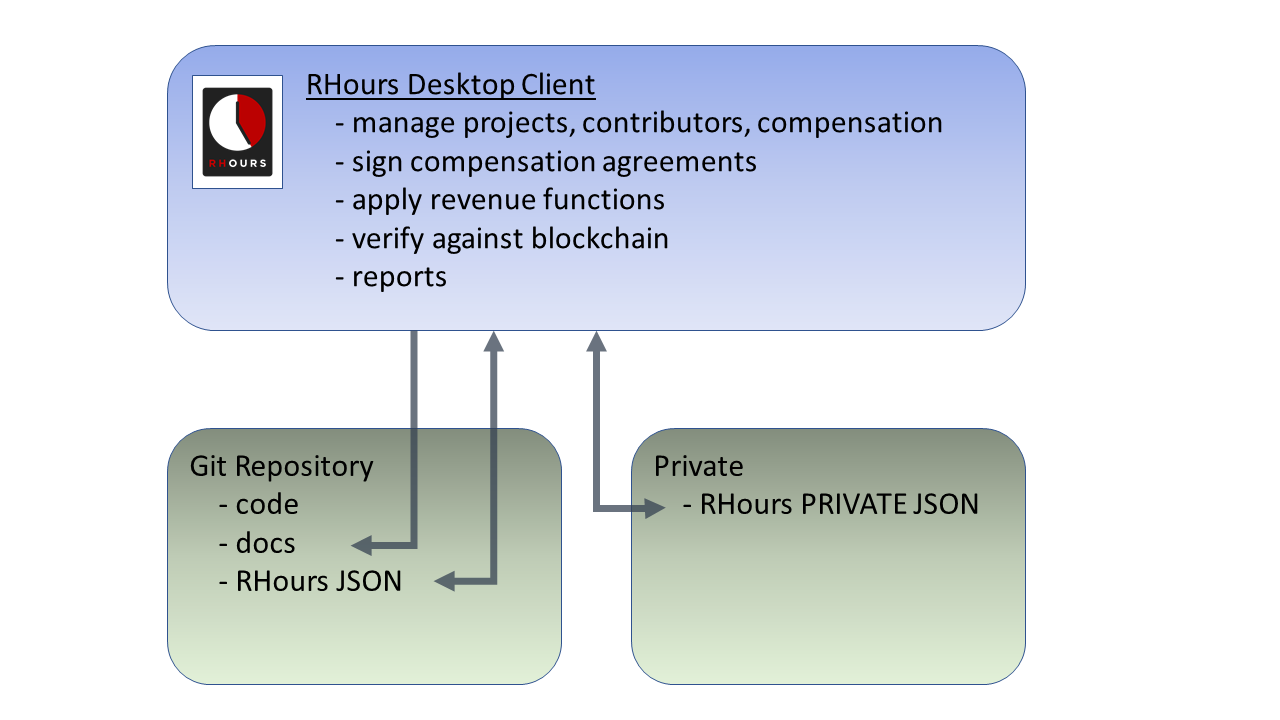 RHours Desktop Client
- manage projects, contributors, compensation
- sign compensation agreements
- apply revenue functions
- verify against blockchain
- reports
RHOURS
Git Repository
- code
- docs
- RHours JSON
Private
- RHours PRIVATE JSON